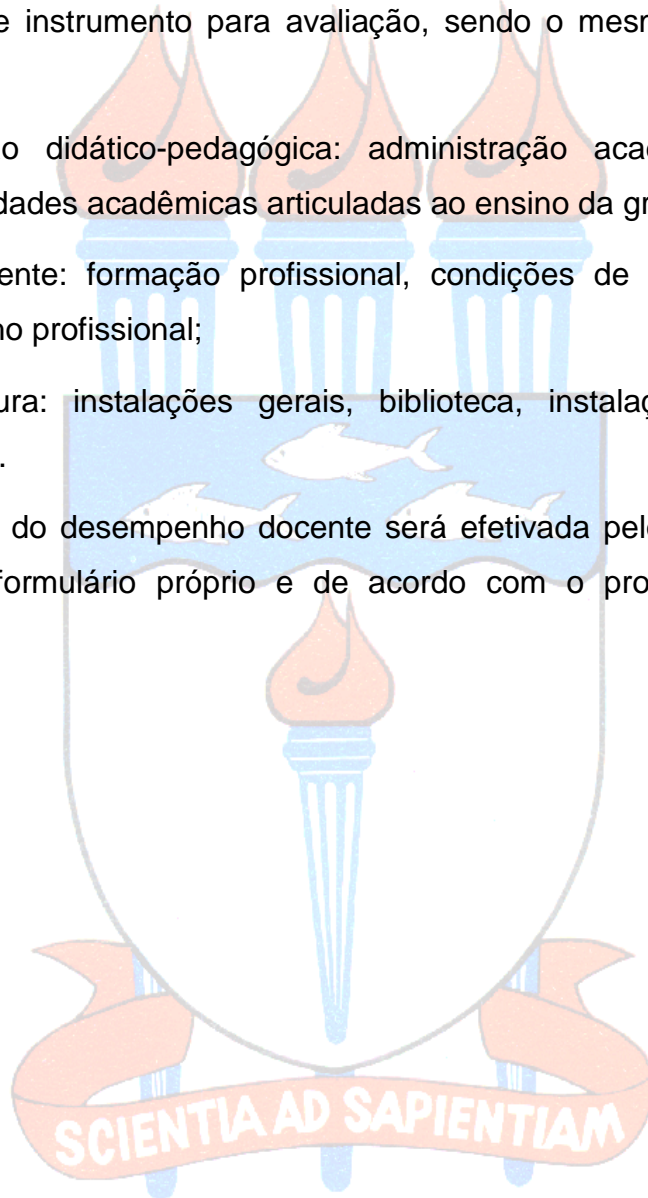 e instrumento para avaliação, sendo o mesm
o didático-pedagógica: administração aca
dades acadêmicas articuladas ao ensino da gr
ente: formação profissional, condições de
no profissional;
ura: instalações gerais, biblioteca, instalaç
.
do desempenho docente será efetivada pel
formulário próprio e de acordo com o pro
SCIENTIA AD SAPIENTIAM